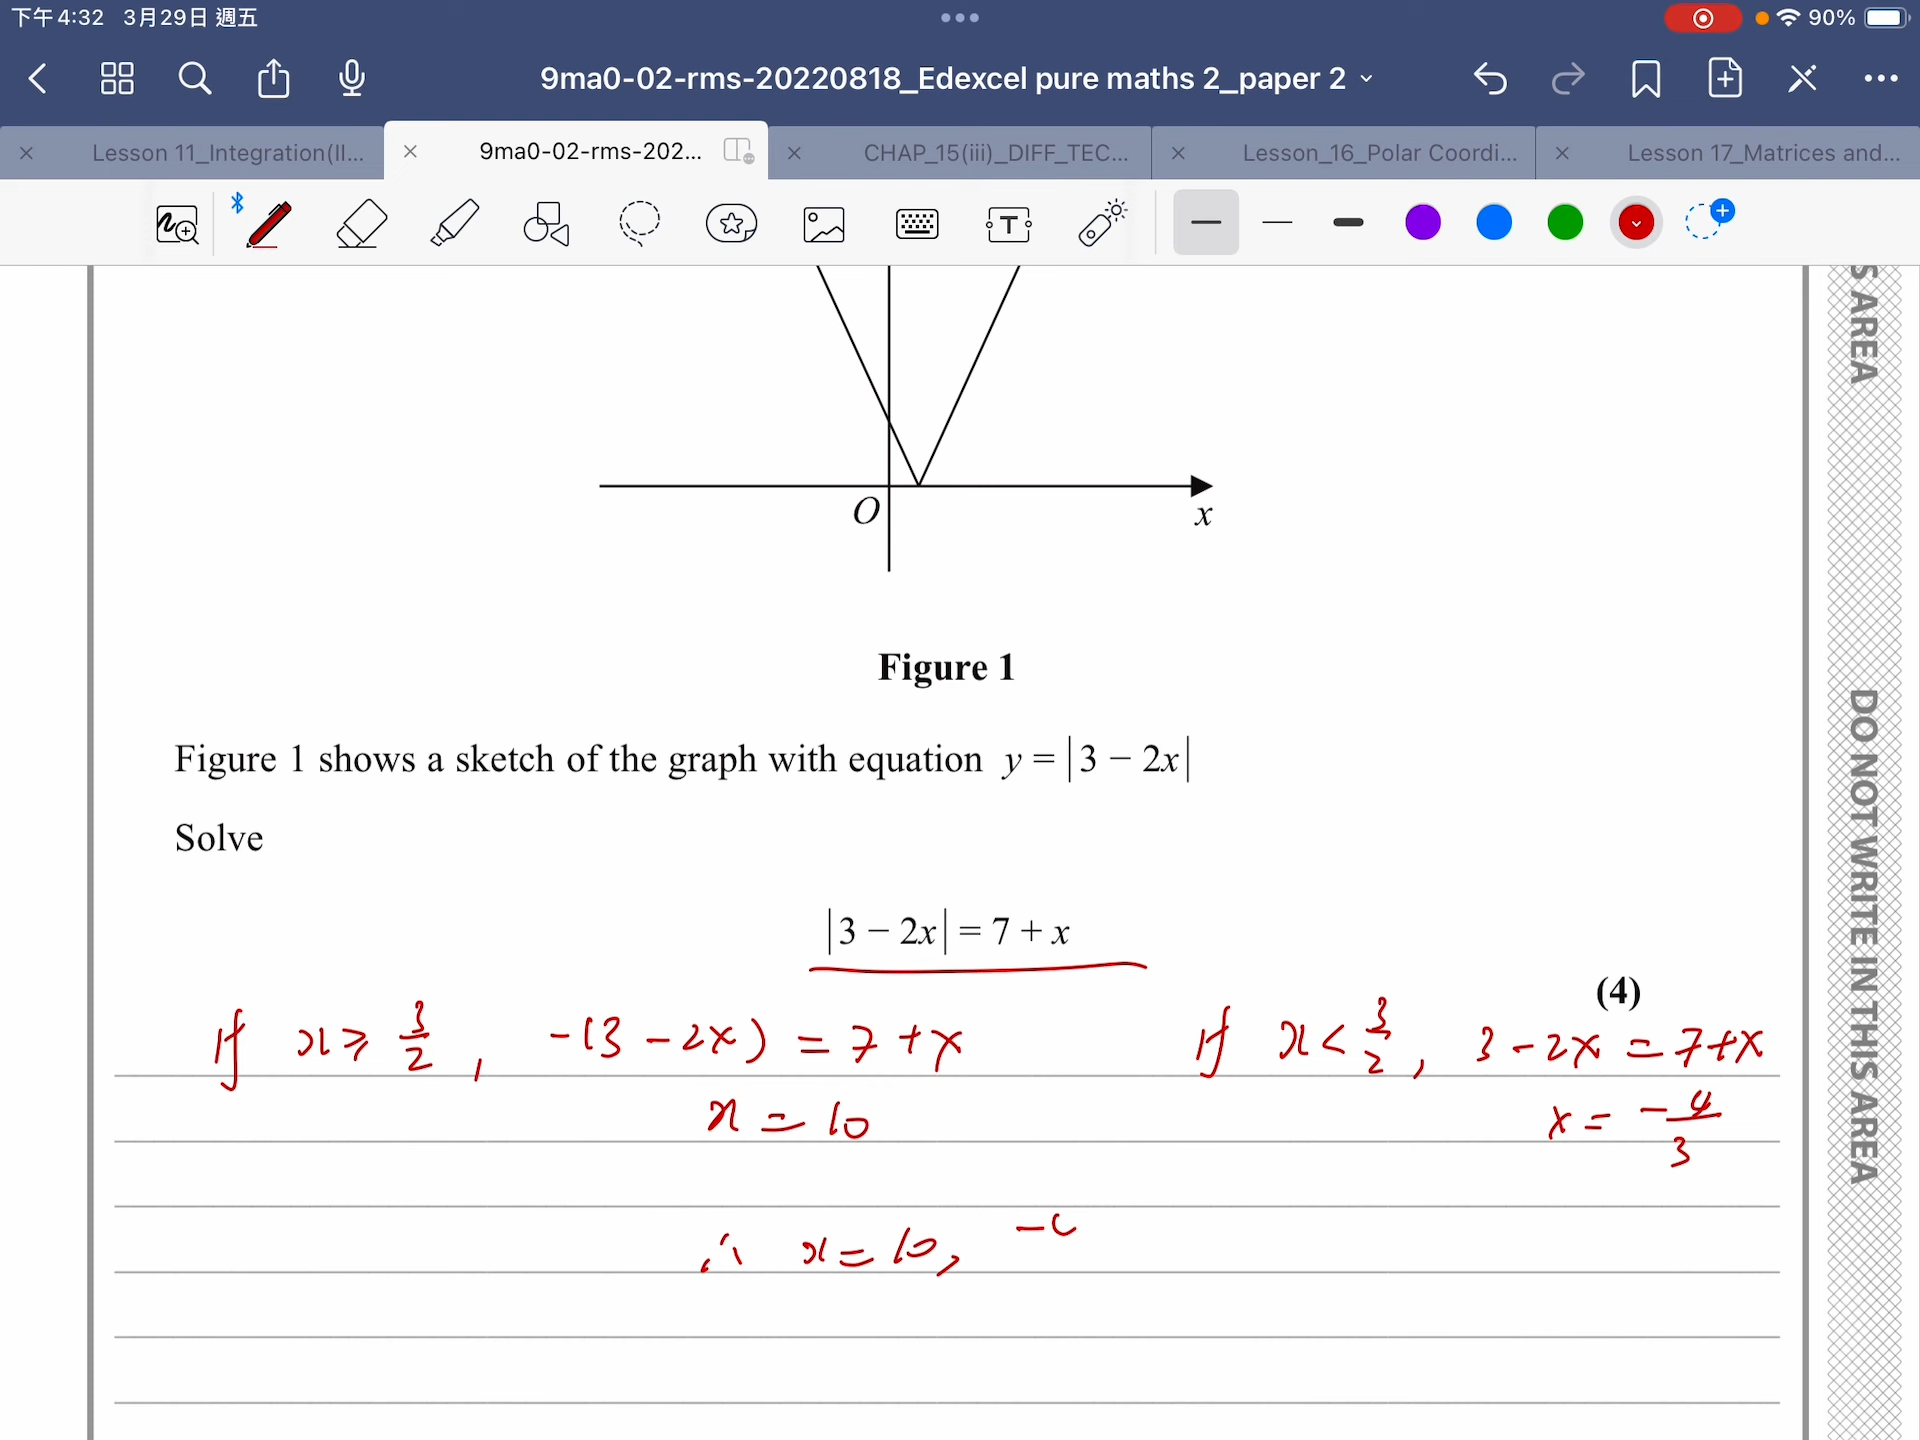 下午4:32 3月29日 週五
90%
9ma0-02-rms-20220818_Edexcel pure maths 2_paper 2
Lesson 11_Integration(II...
9ma0-02-rms-202...
CHAP_15(iii)_DIFF_TEC...
Lesson_16_Polar Coordi...
Lesson 17_Matrices and...
T
O
x
Figure 1
Figure 1 shows a sketch of the graph with equation y = |3 − 2x|
Solve
|3 − 2x| = 7 + x
(4)
If x ≥ 3/2, -(3 - 2x) = 7 + x
x = 10
If x < 3/2, 3 - 2x = 7 + x
x = -4/3
∴ x = 10, -
S AREA
DO NOT WRITE IN THIS AREA